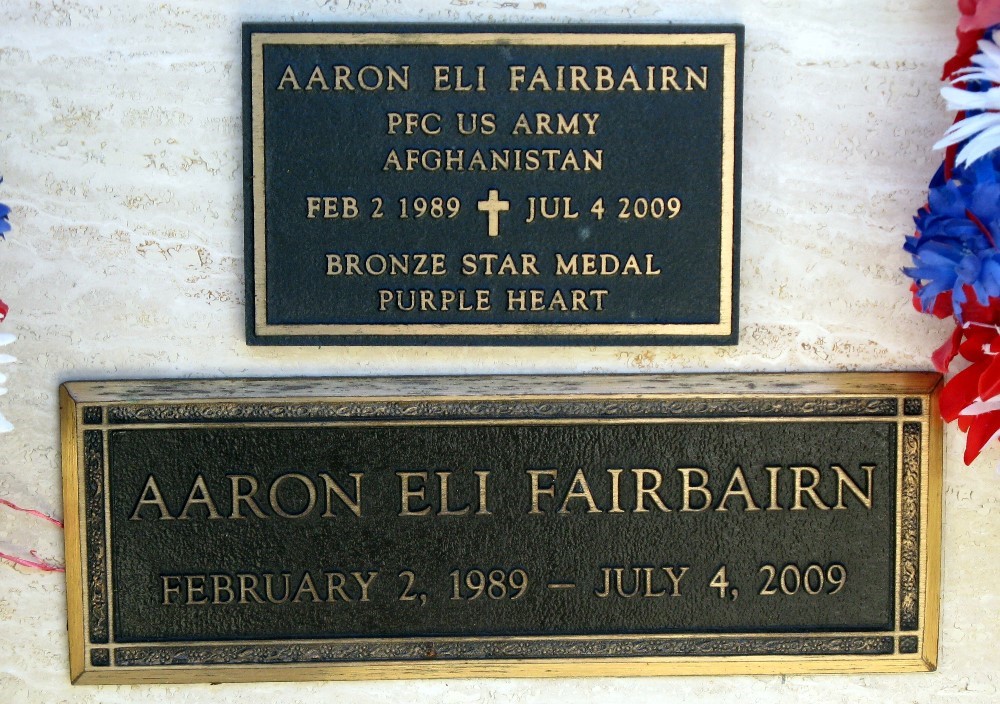 AARON ELI FAIRBAIRN
PFC US ARMY
AFGHANISTAN
FEB 2 1989 JUL 4 2009
BRONZE STAR MEDAL
PURPLE HEART
AARON ELI FAIRBAIRN
FEBRUARY 2, 1989 – JULY 4, 2009